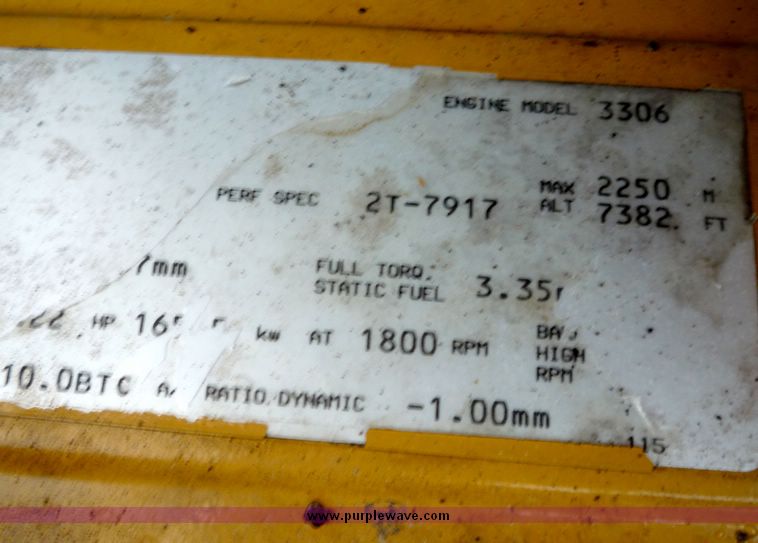 ENGINE MODEL 3306
PERF SPEC 2T-7917 MAX ALT 2250 M 7382. FT
7mm FULL TORQ. STATIC FUEL 3.35
HP kw AT 1800 RPM HIGH RPM
10.0BTC RATIO DYNAMIC -1.00mm
115
www.purplewave.com